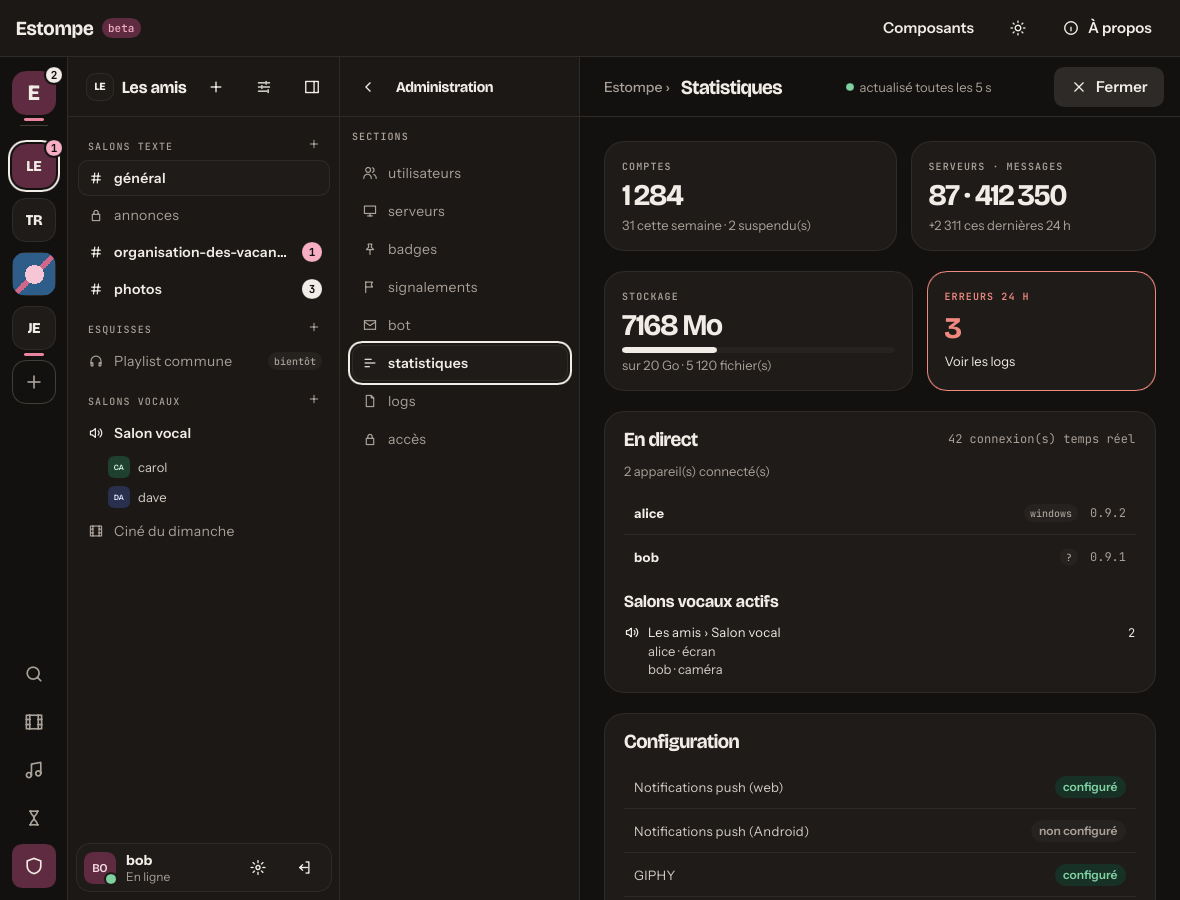 Estompe beta
Composants
À propos
E 2
LE Les amis
Administration
Estompe › Statistiques
actualisé toutes les 5 s
Fermer
LE 1
TR
JE
SALONS TEXTE
# général
annonces
# organisation-des-vacan... 1
# photos 3
ESQUISSES
Playlist commune bientôt
SALONS VOCAUX
Salon vocal
CA carol
DA dave
Ciné du dimanche
BO bob
En ligne
SECTIONS
utilisateurs
serveurs
badges
signalements
bot
statistiques
logs
accès
COMPTES
1 284
31 cette semaine · 2 suspendu(s)
SERVEURS · MESSAGES
87 · 412 350
+2 311 ces dernières 24 h
STOCKAGE
7168 Mo
sur 20 Go · 5 120 fichier(s)
ERREURS 24 H
3
Voir les logs
En direct
42 connexion(s) temps réel
2 appareil(s) connecté(s)
alice windows 0.9.2
bob ? 0.9.1
Salons vocaux actifs
Les amis › Salon vocal 2
alice · écran
bob · caméra
Configuration
Notifications push (web) configuré
Notifications push (Android) non configuré
GIPHY configuré